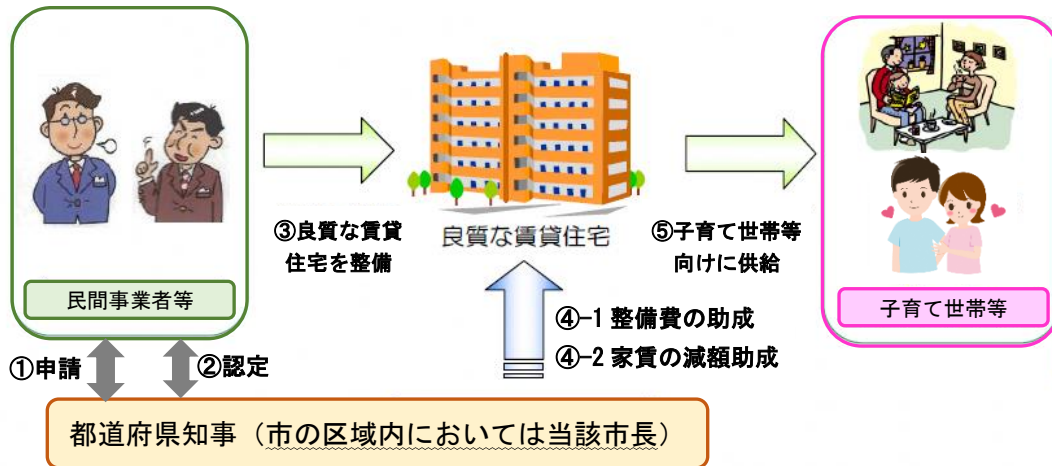 ③良質な賃貸
住宅を整備
良質な賃貸住宅
⑤子育て世帯等
向けに供給
民間事業者等
④-1 整備費の助成
④-2 家賃の減額助成
子育て世帯等
①申請
②認定
都道府県知事（市の区域内においては当該市長）